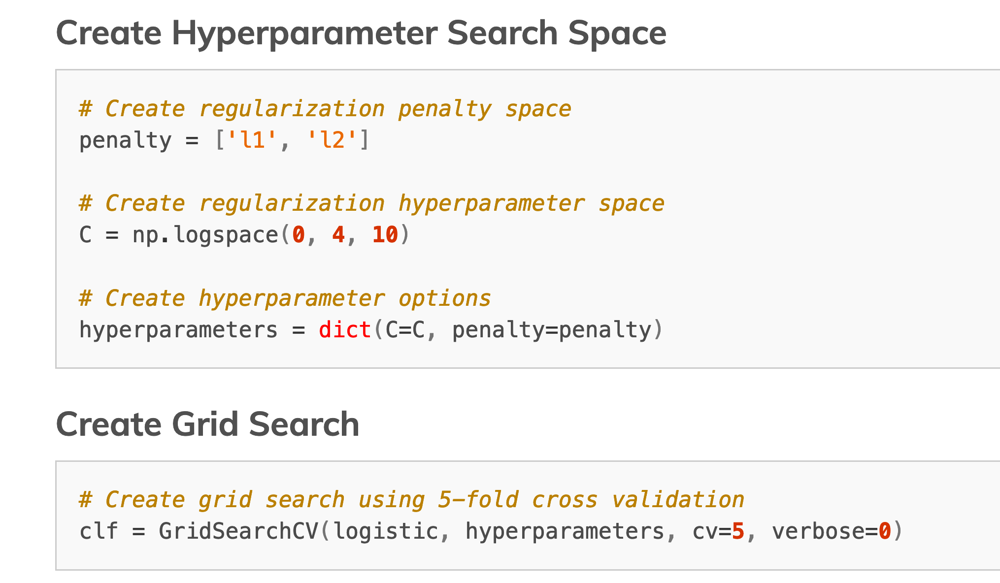 Create Hyperparameter Search Space
# Create regularization penalty space
penalty = ['l1', 'l2']
# Create regularization hyperparameter space
C = np.logspace(0, 4, 10)
# Create hyperparameter options
hyperparameters = dict(C=C, penalty=penalty)
Create Grid Search
# Create grid search using 5-fold cross validation
clf = GridSearchCV(logistic, hyperparameters, cv=5, verbose=0)